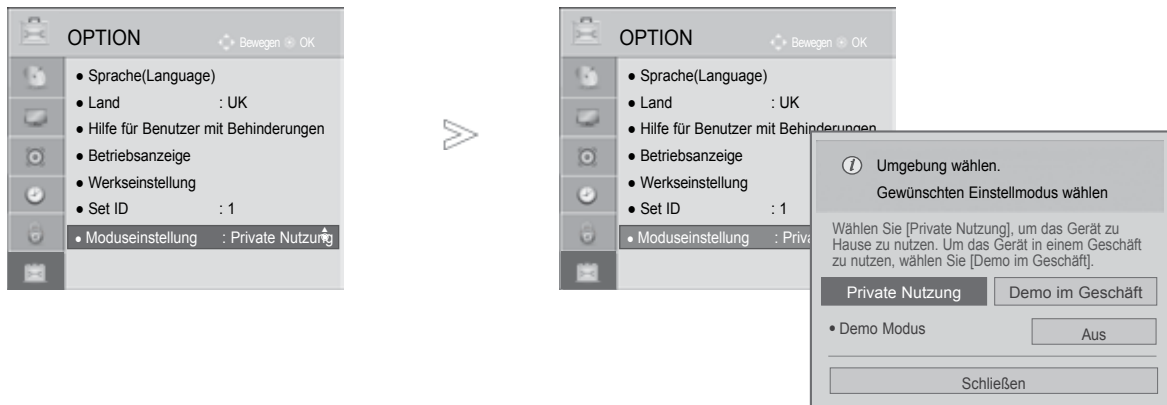 OPTION
Bewegen OK
● Sprache(Language)
● Land : UK
● Hilfe für Benutzer mit Behinderungen
● Betriebsanzeige
● Werkseinstellung
● Set ID : 1
● Moduseinstellung : Private Nutzung
OPTION
Bewegen OK
● Sprache(Language)
● Land : UK
● Hilfe für Benutzer mit Behinderungen
● Betriebsanzeige
● Werkseinstellung
● Set ID : 1
● Moduseinstellung : Priva
Umgebung wählen.
Gewünschten Einstellmodus wählen
Wählen Sie [Private Nutzung], um das Gerät zu
Hause zu nutzen. Um das Gerät in einem Geschäft
zu nutzen, wählen Sie [Demo im Geschäft].
Private Nutzung Demo im Geschäft
● Demo Modus Aus
Schließen